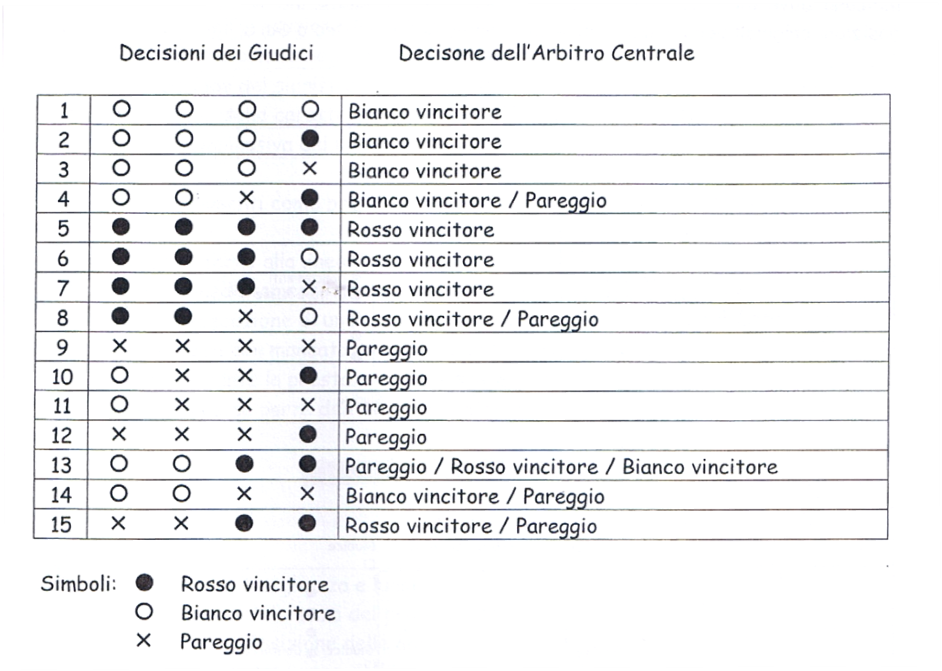 Decisioni dei Giudici Decisone dell'Arbitro Centrale
1 ○ ○ ○ ○ Bianco vincitore
2 ○ ○ ○ ● Bianco vincitore
3 ○ ○ ○ × Bianco vincitore
4 ○ ○ × ● Bianco vincitore / Pareggio
5 ● ● ● ● Rosso vincitore
6 ● ● ● ○ Rosso vincitore
7 ● ● ● × Rosso vincitore
8 ● ● × ○ Rosso vincitore / Pareggio
9 × × × × Pareggio
10 ○ × × ● Pareggio
11 ○ × × × Pareggio
12 × × × ● Pareggio
13 ○ ○ ● ● Pareggio / Rosso vincitore / Bianco vincitore
14 ○ ○ × × Bianco vincitore / Pareggio
15 × × ● ● Rosso vincitore / Pareggio
Simboli: ● Rosso vincitore
○ Bianco vincitore
× Pareggio